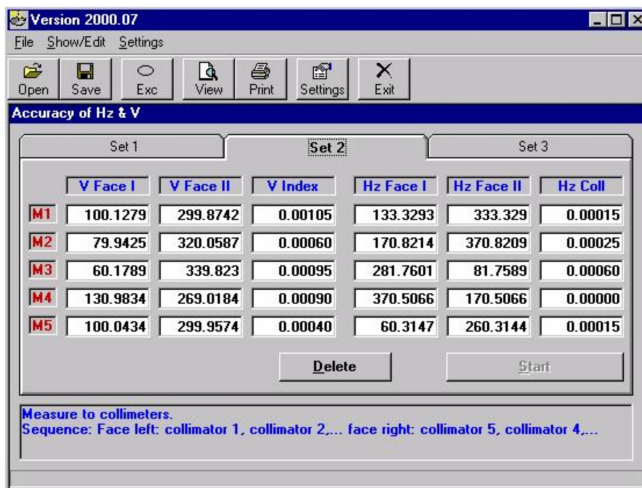 Version 2000.07
File Show/Edit Settings
Open Save Exc View Print Settings Exit
Accuracy of Hz & V
Set 1 Set 2 Set 3
V Face I V Face II V Index Hz Face I Hz Face II Hz Coll
M1 100.1279 299.8742 0.00105 133.3293 333.329 0.00015
M2 79.9425 320.0587 0.00060 170.8214 370.8209 0.00025
M3 60.1789 339.823 0.00095 281.7601 81.7589 0.00060
M4 130.9834 269.0184 0.00090 370.5066 170.5066 0.00000
M5 100.0434 299.9574 0.00040 60.3147 260.3144 0.00015
Delete Start
Measure to collimeters.
Sequence: Face left: collimator 1, collimator 2,... face right: collimator 5, collimator 4,...